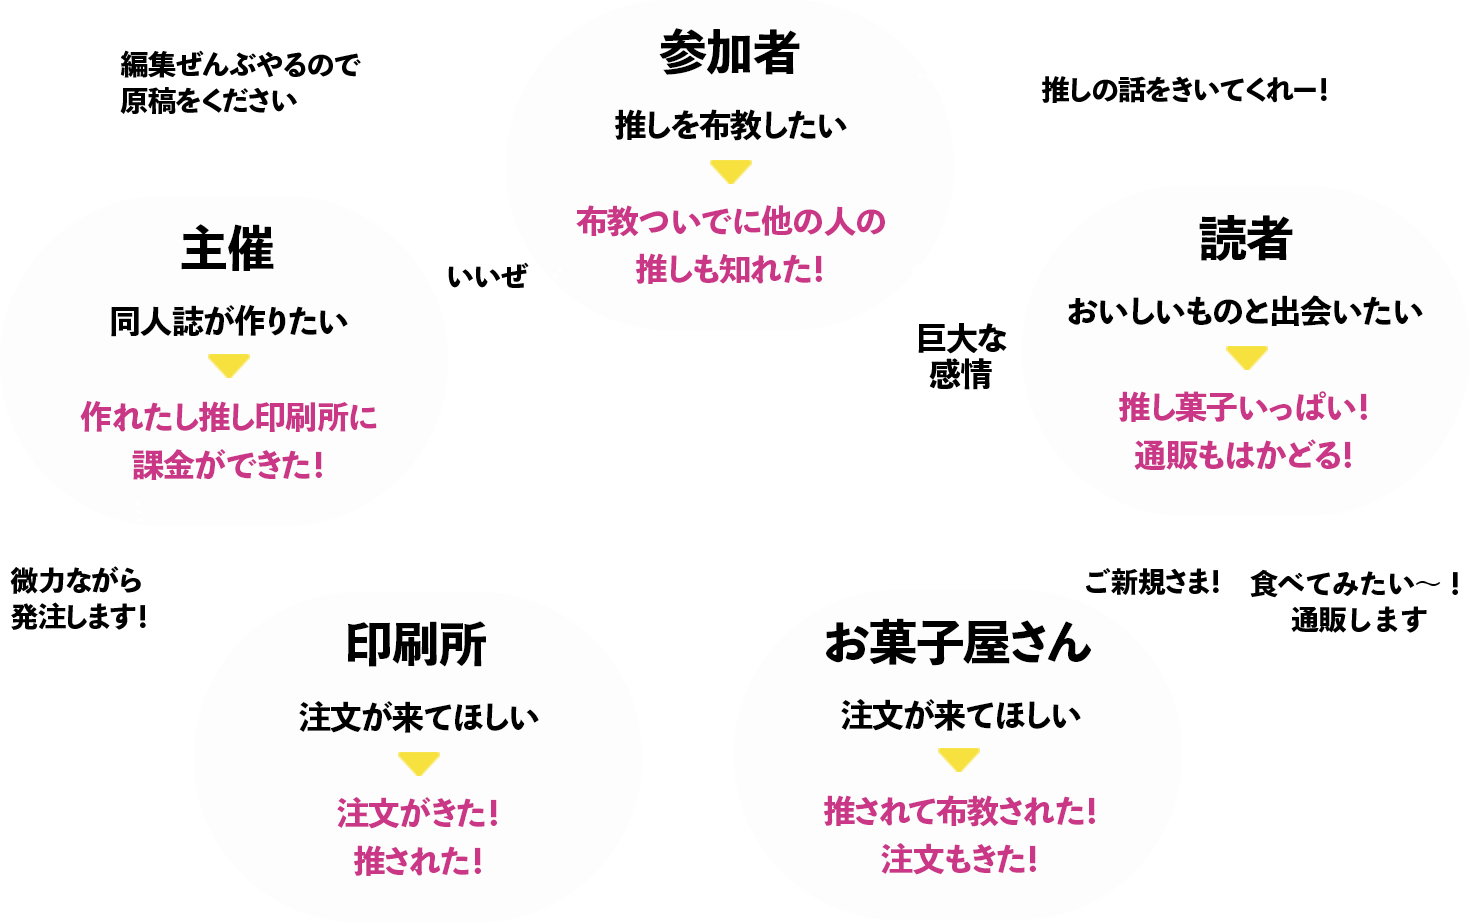 編集ぜんぶやるので
原稿をください
参加者
推しを布教したい
布教ついでに他の人の
推しも知れた!
推しの話をきいてくれー!
主催
同人誌が作りたい
作れたし推し印刷所に
課金ができた!
いいぜ
巨大な
感情
読者
おいしいものと出会いたい
推し菓子いっぱい!
通販もはかどる!
微力ながら
発注します!
印刷所
注文が来てほしい
注文がきた!
推された!
お菓子屋さん
注文が来てほしい
推されて布教された!
注文もきた!
ご新規さま!
食べてみたい〜!
通販します